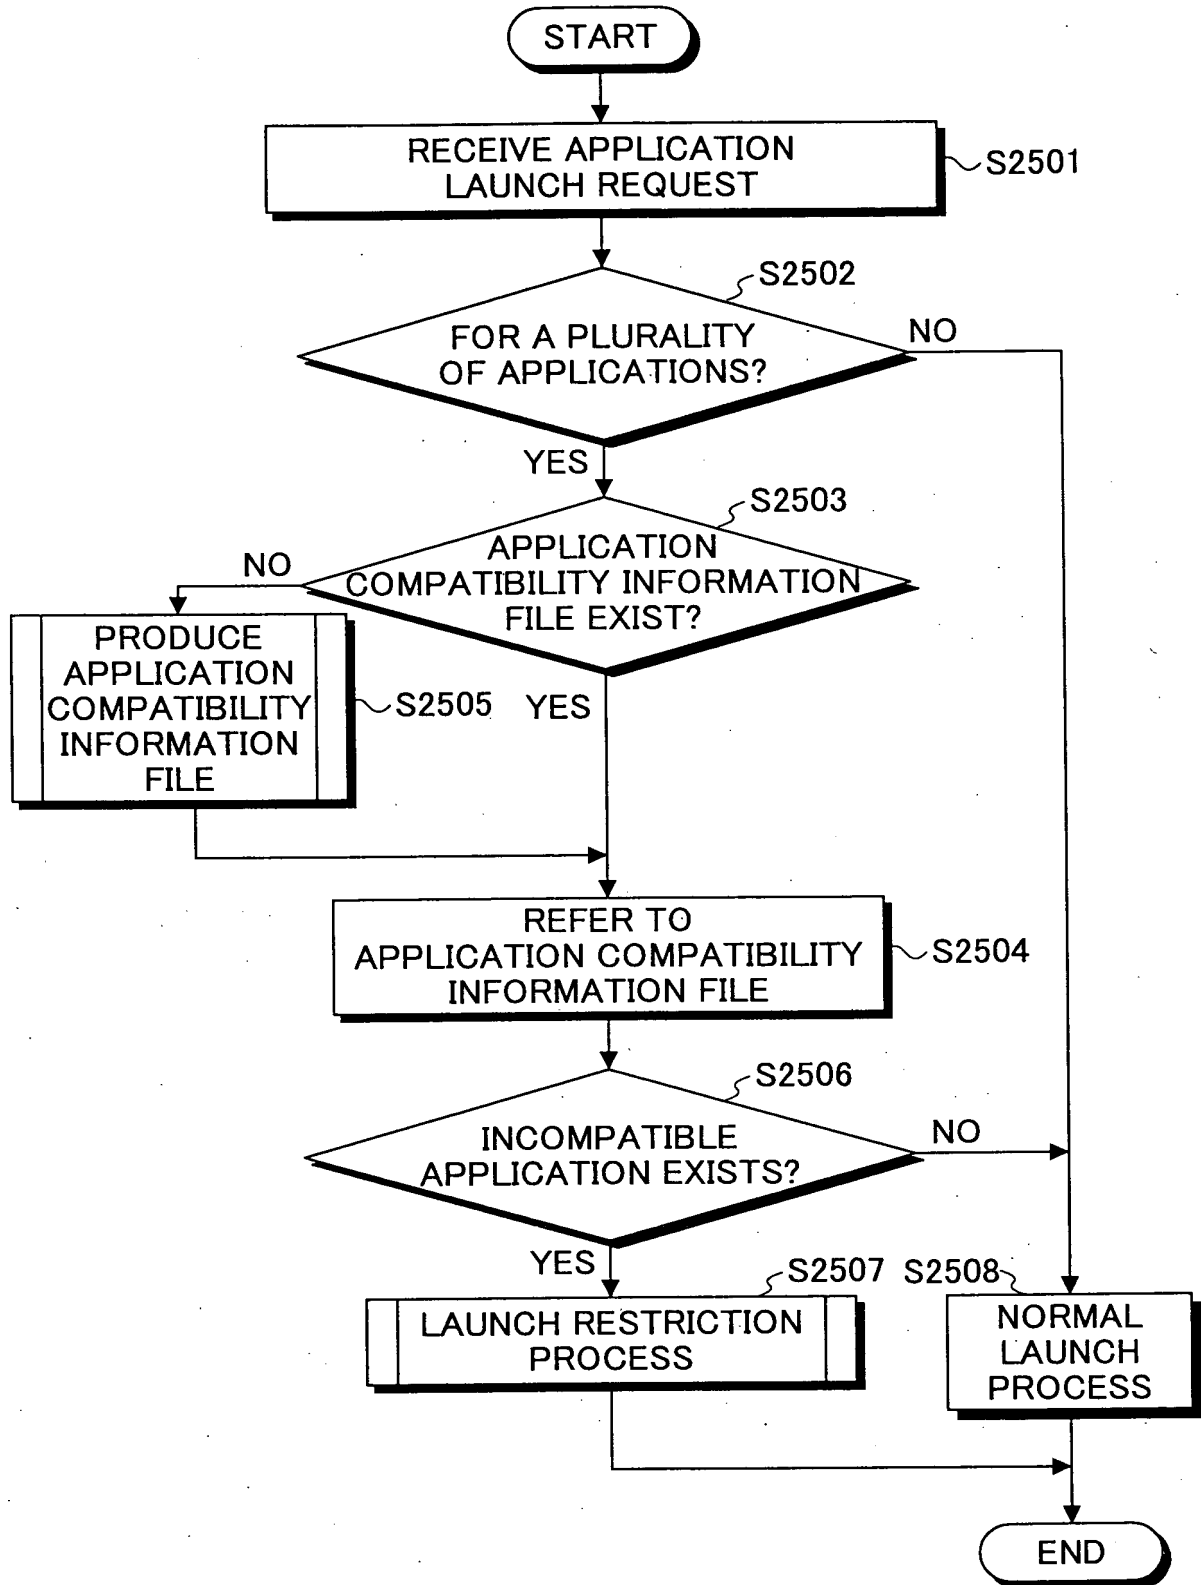 START
RECEIVE APPLICATION
LAUNCH REQUEST
S2501
S2502
FOR A PLURALITY
OF APPLICATIONS?
NO
YES
S2503
APPLICATION
COMPATIBILITY INFORMATION
FILE EXIST?
NO
PRODUCE
APPLICATION
COMPATIBILITY
INFORMATION
FILE
S2505
YES
REFER TO
APPLICATION COMPATIBILITY
INFORMATION FILE
S2504
S2506
INCOMPATIBLE
APPLICATION EXISTS?
NO
YES
S2507
LAUNCH RESTRICTION
PROCESS
S2508
NORMAL
LAUNCH
PROCESS
END